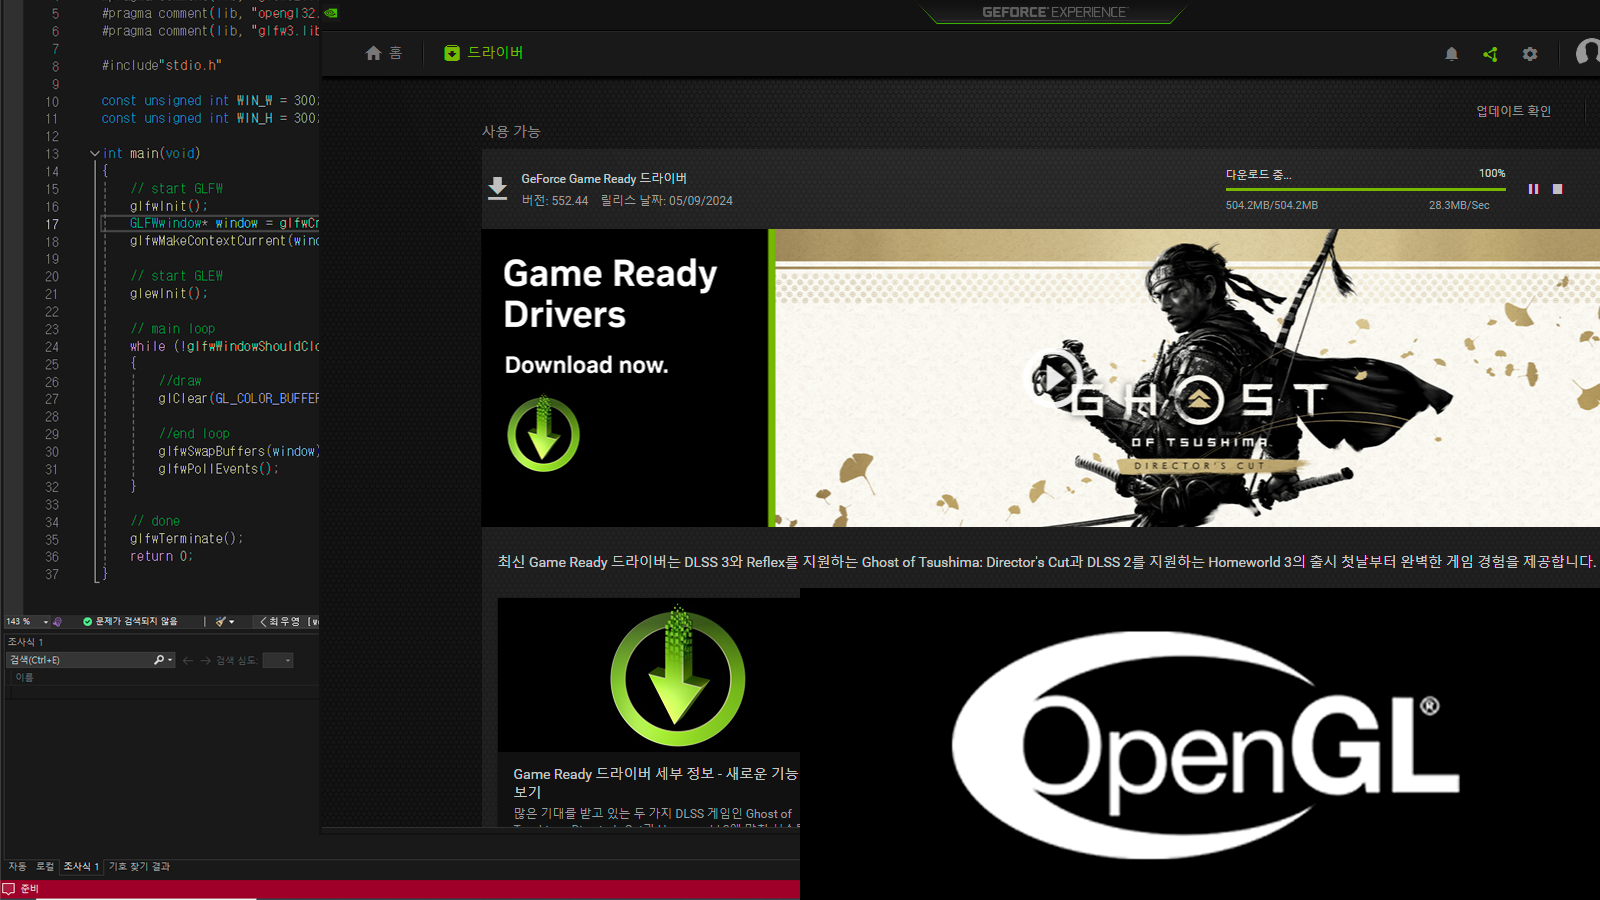 5 #pragma comment(lib, "opengl32.
6 #pragma comment(lib, "glfw3.lib
7
8 #include"stdio.h"
9
10 const unsigned int WIN_W = 300;
11 const unsigned int WIN_H = 300;
12
13 int main(void)
14 {
15 // start GLFW
16 glfwInit();
17 GLFWwindow* window = glfwCr
18 glfwMakeContextCurrent(wind
19
20 // start GLEW
21 glewInit();
22
23 // main loop
24 while (!glfwWindowShouldClo
25 {
26 //draw
27 glClear(GL_COLOR_BUFFER
28
29 //end loop
30 glfwSwapBuffers(window)
31 glfwPollEvents();
32 }
33
34 // done
35 glfwTerminate();
36 return 0;
37 }
143 % 문제가 검색되지 않음 최우영
조사식 1
검색(Ctrl+E) 검색 심도:
이름
자동 로컬 조사식 1 기호 찾기 결과
준비
GEFORCE® EXPERIENCE™
홈 드라이버
업데이트 확인
사용 가능
GeForce Game Ready 드라이버
버전: 552.44 릴리스 날짜: 05/09/2024
다운로드 중... 100%
504.2MB/504.2MB 28.3MB/Sec
Game Ready
Drivers
Download now.
GHOST
OF TSUSHIMA
DIRECTOR'S CUT
최신 Game Ready 드라이버는 DLSS 3와 Reflex를 지원하는 Ghost of Tsushima: Director's Cut과 DLSS 2를 지원하는 Homeworld 3의 출시 첫날부터 완벽한 게임 경험을 제공합니다.
Game Ready 드라이버 세부 정보 - 새로운 기능
보기
많은 기대를 받고 있는 두 가지 DLSS 게임인 Ghost of
OpenGL®